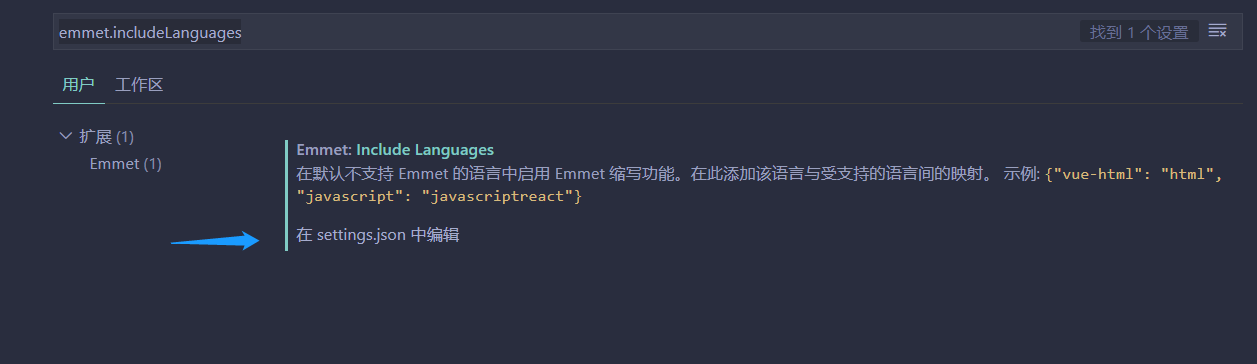 emmet.includeLanguages
找到 1 个设置
用户 工作区
扩展 (1)
Emmet (1)
Emmet: Include Languages
在默认不支持 Emmet 的语言中启用 Emmet 缩写功能。在此添加该语言与受支持的语言间的映射。 示例: {"vue-html": "html",
"javascript": "javascriptreact"}
在 settings.json 中编辑